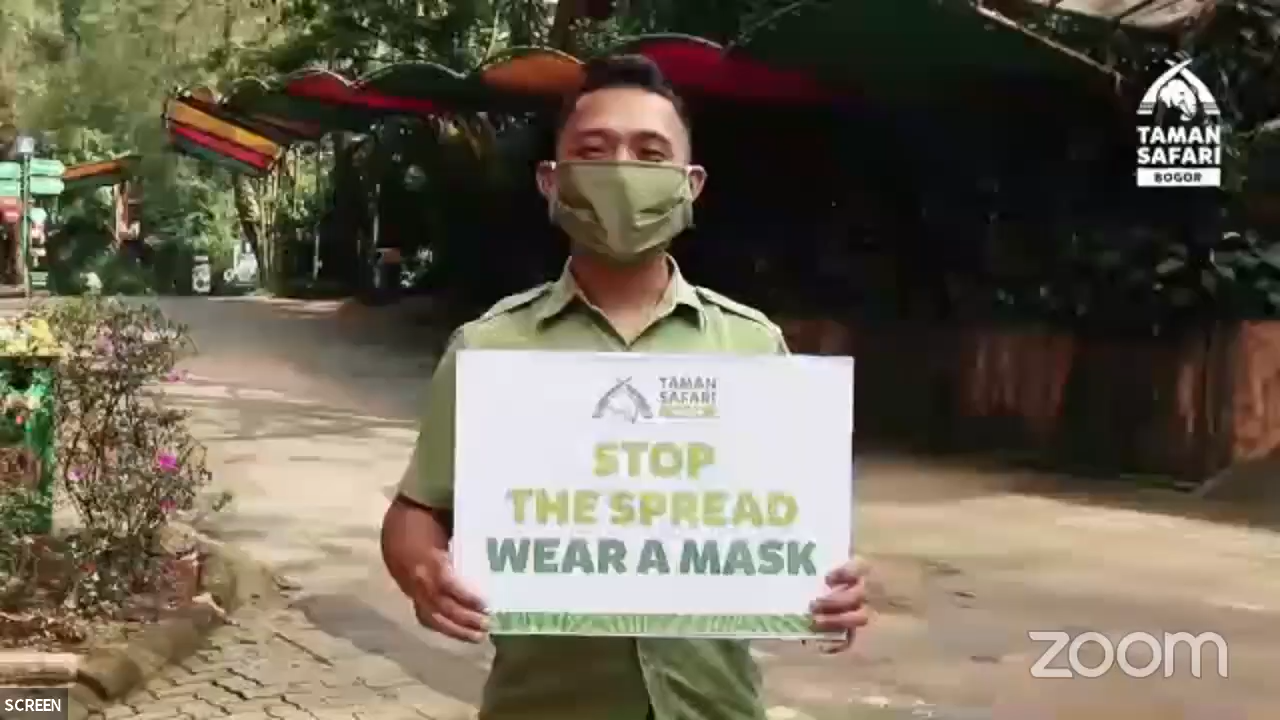 TAMAN
SAFARI
BOGOR
TAMAN
SAFARI
STOP
THE SPREAD
WEAR A MASK
zoom
SCREEN